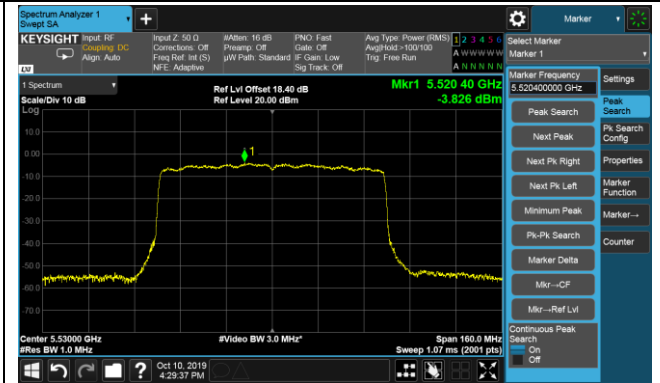 Spectrum Analyzer 1
Swept SA
+
Marker
KEYSIGHT
Input: RF
Coupling: DC
Align: Auto
LXI
Input Z: 50 Ω
Corrections: Off
Freq Ref: Int (S)
NFE: Adaptive
#Atten: 16 dB
Preamp: Off
µW Path: Standard
PNO: Fast
Gate: Off
IF Gain: Low
Sig Track: Off
Avg Type: Power (RMS)
Avg|Hold:>100/100
Trig: Free Run
1 2 3 4 5 6
A W W W W W
A N N N N N
Select Marker
Marker 1
1 Spectrum
Scale/Div 10 dB
Log
Ref Lvl Offset 18.40 dB
Ref Level 20.00 dBm
Mkr1 5.520 40 GHz
-3.826 dBm
Marker Frequency
5.520400000 GHz
Settings
Peak Search
Peak
Search
Next Peak
Pk Search
Config
Next Pk Right
Properties
Next Pk Left
Marker
Function
Minimum Peak
Marker→
Pk-Pk Search
Counter
Marker Delta
Mkr→CF
Mkr→Ref Lvl
Continuous Peak
Search
On
Off
10.0
0.00
1
-10.0
-20.0
-30.0
-40.0
-50.0
-60.0
-70.0
Center 5.53000 GHz
#Res BW 1.0 MHz
#Video BW 3.0 MHz*
Span 160.0 MHz
Sweep 1.07 ms (2001 pts)
?
Oct 10, 2019
4:29:37 PM